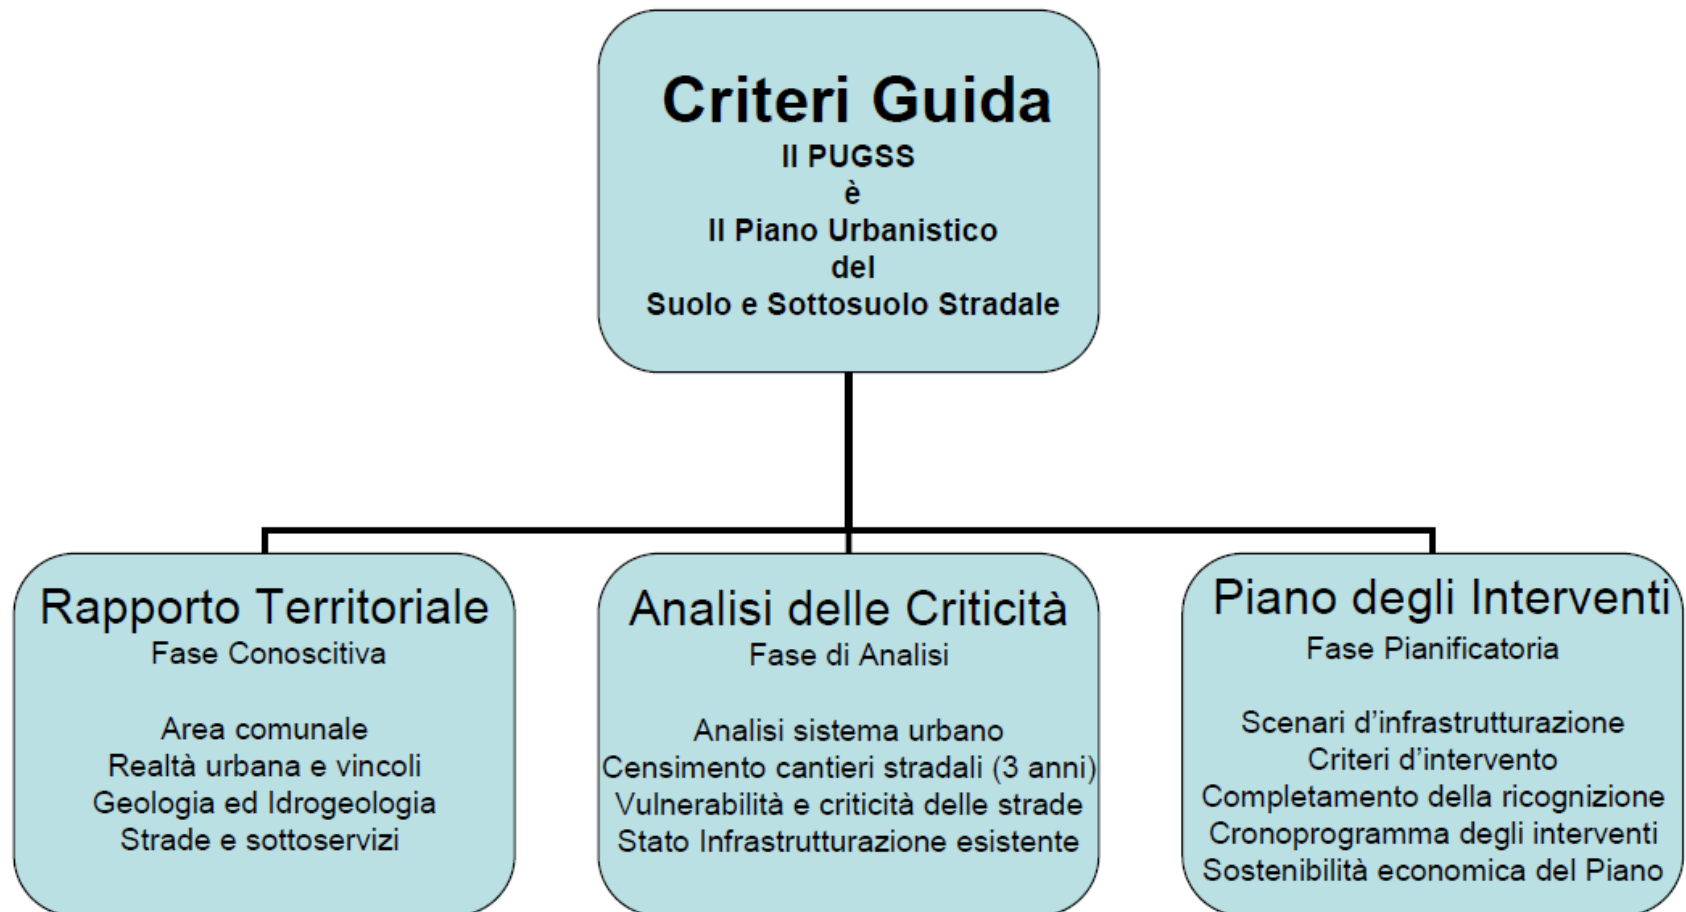 Criteri Guida
Il PUGSS
è
Il Piano Urbanistico
del
Suolo e Sottosuolo Stradale
Rapporto Territoriale
Fase Conoscitiva
Area comunale
Realtà urbana e vincoli
Geologia ed Idrogeologia
Strade e sottoservizi
Analisi delle Criticità
Fase di Analisi
Analisi sistema urbano
Censimento cantieri stradali (3 anni)
Vulnerabilità e criticità delle strade
Stato Infrastrutturazione esistente
Piano degli Interventi
Fase Pianificatoria
Scenari d'infrastrutturazione
Criteri d'intervento
Completamento della ricognizione
Cronoprogramma degli interventi
Sostenibilità economica del Piano